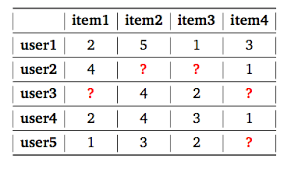 item1 item2 item3 item4
user1 2 5 1 3
user2 4 ? ? 1
user3 ? 4 2 ?
user4 2 4 3 1
user5 1 3 2 ?